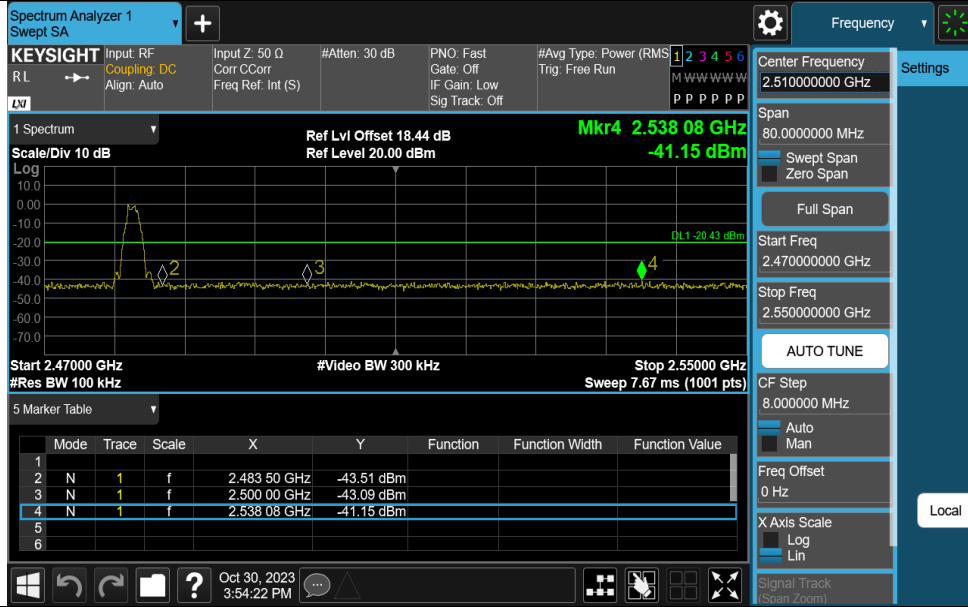 Spectrum Analyzer 1
Swept SA
+
Frequency
KEYSIGHT
R L
LXI
Input: RF
Coupling: DC
Align: Auto
Input Z: 50 Ω
Corr CCorr
Freq Ref: Int (S)
#Atten: 30 dB
PNO: Fast
Gate: Off
IF Gain: Low
Sig Track: Off
#Avg Type: Power (RMS
Trig: Free Run
1 2 3 4 5 6
M W W W W W
P P P P P P
1 Spectrum
Scale/Div 10 dB
Ref Lvl Offset 18.44 dB
Ref Level 20.00 dBm
Mkr4 2.538 08 GHz
-41.15 dBm
Log
10.0
0.00
-10.0
-20.0
-30.0
-40.0
-50.0
-60.0
-70.0
DL1 -20.43 dBm
2
3
4
Start 2.47000 GHz
#Video BW 300 kHz
Stop 2.55000 GHz
#Res BW 100 kHz
Sweep 7.67 ms (1001 pts)
5 Marker Table
Mode Trace Scale X Y Function Function Width Function Value
1
2 N 1 f 2.483 50 GHz -43.51 dBm
3 N 1 f 2.500 00 GHz -43.09 dBm
4 N 1 f 2.538 08 GHz -41.15 dBm
5
6
?
Oct 30, 2023
3:54:22 PM
Center Frequency
2.510000000 GHz
Settings
Span
80.0000000 MHz
Swept Span
Zero Span
Full Span
Start Freq
2.470000000 GHz
Stop Freq
2.550000000 GHz
AUTO TUNE
CF Step
8.000000 MHz
Auto
Man
Freq Offset
0 Hz
Local
X Axis Scale
Log
Lin
Signal Track
(Span Zoom)